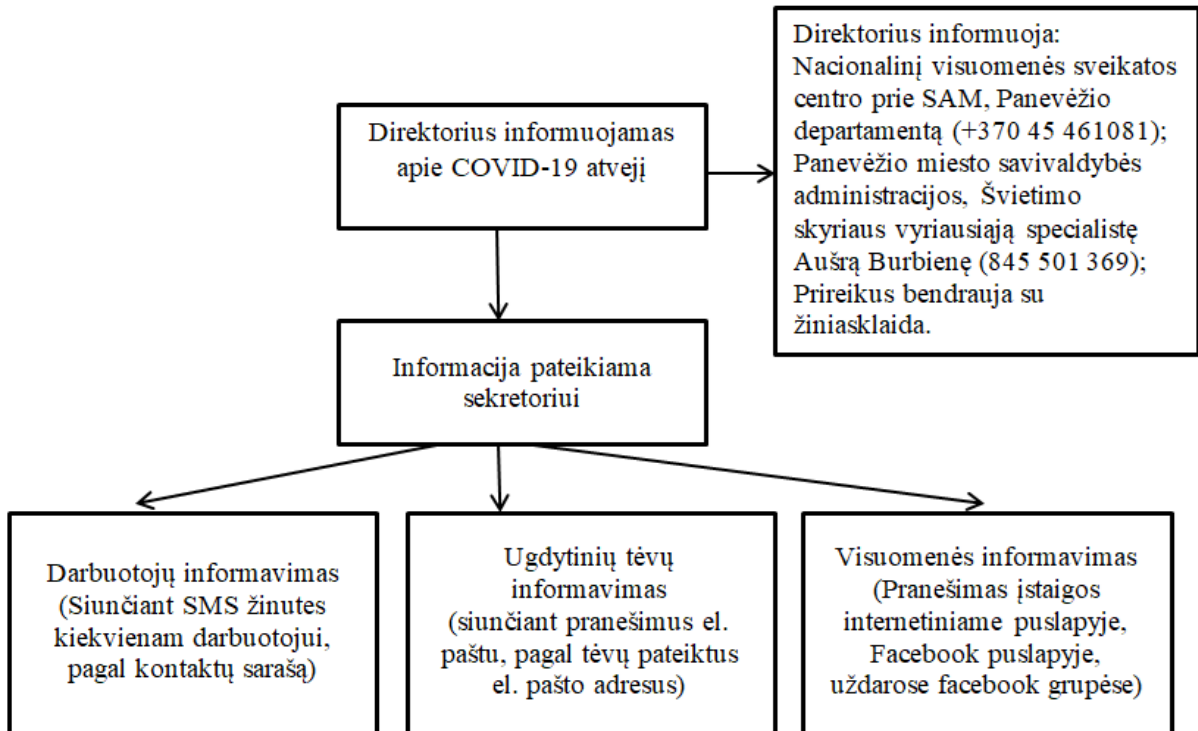 Direktorius informuojamas
apie COVID-19 atvejį
Direktorius informuoja:
Nacionalinį visuomenės sveikatos
centro prie SAM, Panevėžio
departamentą (+370 45 461081);
Panevėžio miesto savivaldybės
administracijos, Švietimo
skyriaus vyriausiąją specialistę
Aušrą Burbienę (845 501 369);
Prireikus bendrauja su
žiniasklaida.
Informacija pateikiama
sekretoriui
Darbuotojų informavimas
(Siunčiant SMS žinutes
kiekvienam darbuotojui,
pagal kontaktų sarašą)
Ugdytinių tėvų
informavimas
(siunčiant pranešimus el.
paštu, pagal tėvų pateiktus
el. pašto adresus)
Visuomenės informavimas
(Pranešimas įstaigos
internetiniame puslapyje,
Facebook puslapyje,
uždarose facebook grupėse)